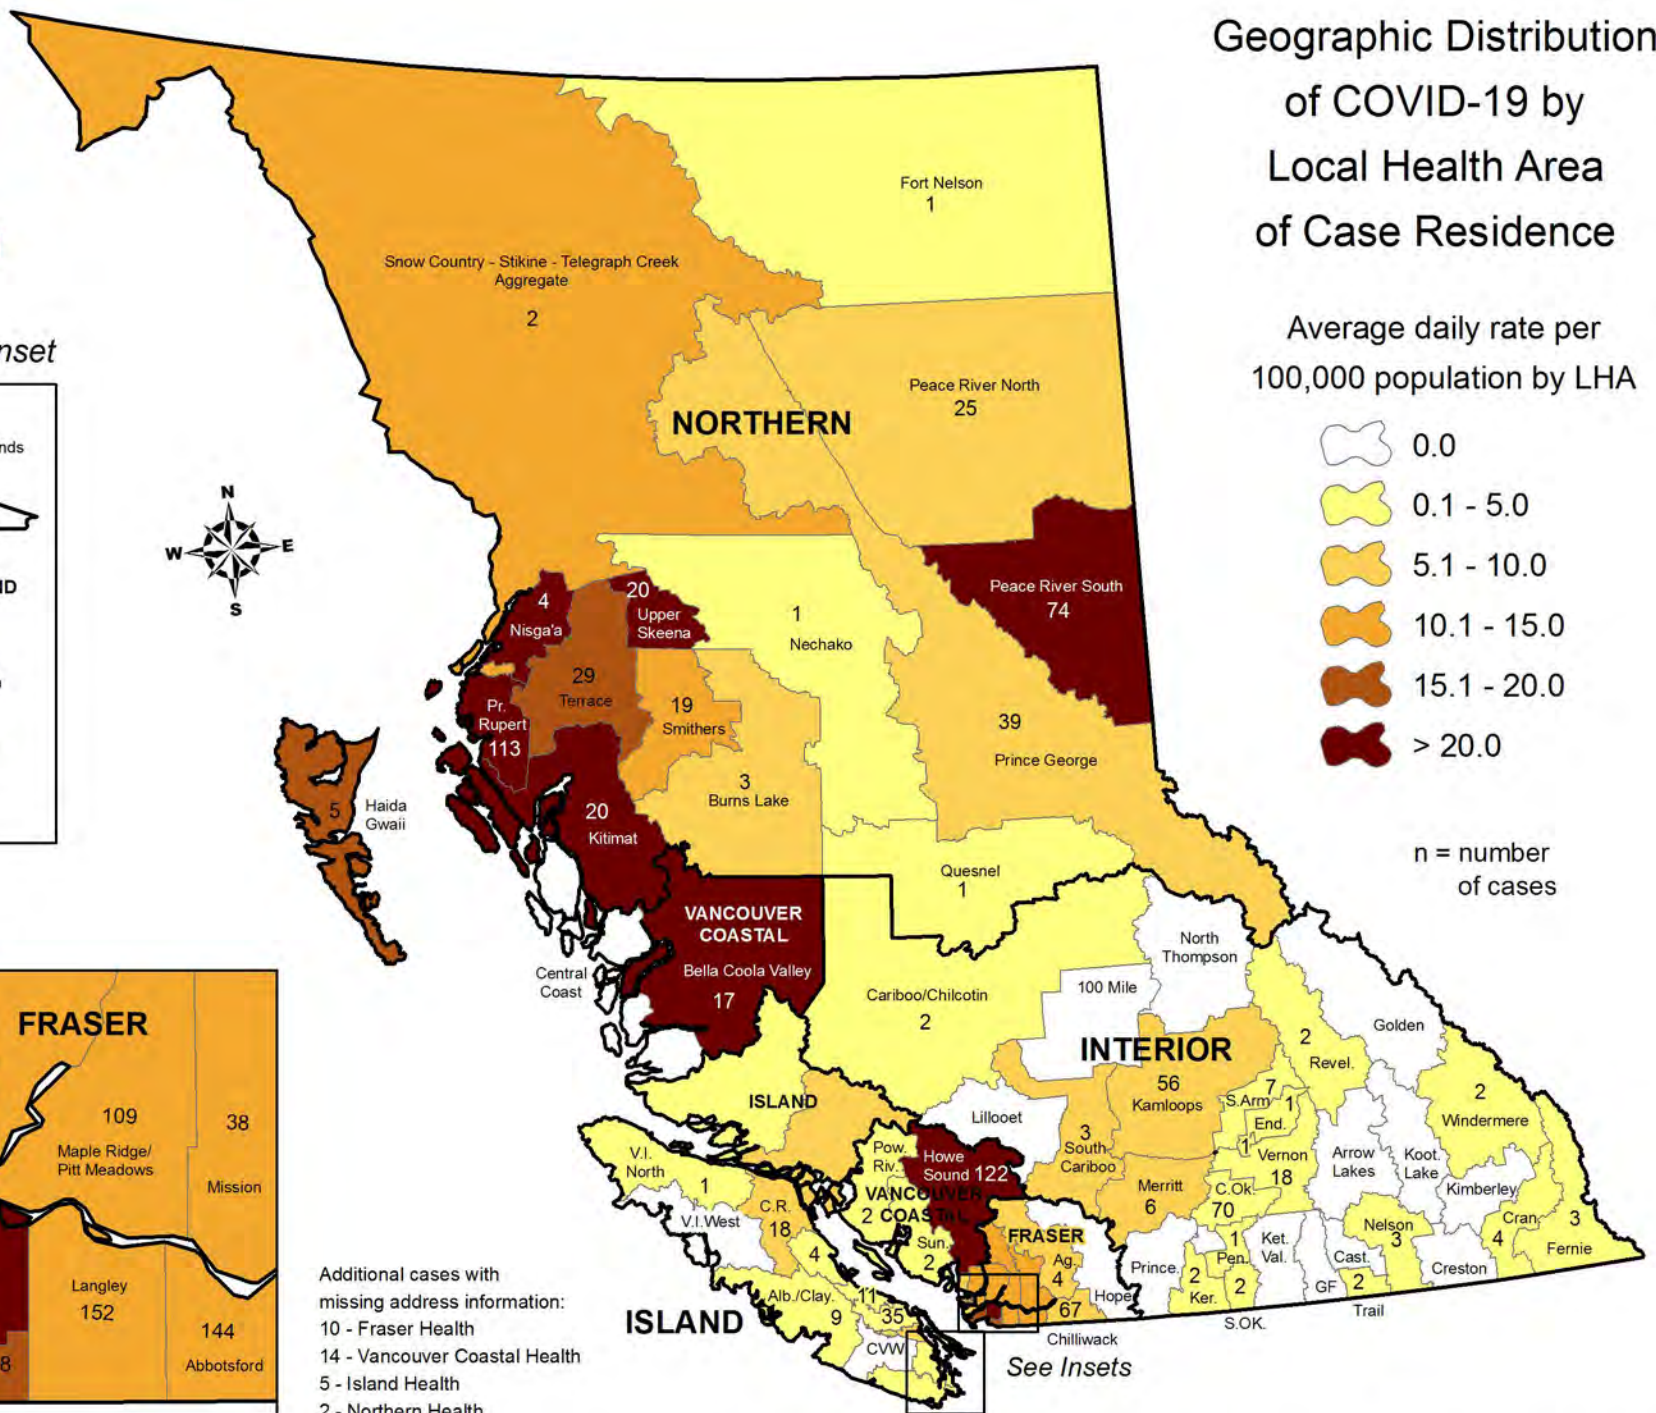 Geographic Distribution
of COVID-19 by
Local Health Area
of Case Residence
Average daily rate per
100,000 population by LHA
0.0
0.1 - 5.0
5.1 - 10.0
10.1 - 15.0
15.1 - 20.0
> 20.0
n = number
of cases
Fort Nelson
1
Snow Country - Stikine - Telegraph Creek
Aggregate
2
Peace River North
25
NORTHERN
Peace River South
74
N
W
E
S
4
Nisga'a
20
Upper
Skeena
1
Nechako
29
Terrace
19
Smithers
Pr.
Rupert
113
39
Prince George
3
Burns Lake
5
Haida
Gwaii
20
Kitimat
Quesnel
1
VANCOUVER
COASTAL
Bella Coola Valley
17
Central
Coast
Cariboo/Chilcotin
2
North
Thompson
100 Mile
INTERIOR
Golden
2
Revel.
56
Kamloops
7
S.Arm
1
End.
1
Vernon
18
2
Windermere
Lillooet
3
South
Cariboo
Arrow
Lakes
Koot.
Lake
Kimberley
Merritt
6
C.Ok.
70
Cran.
4
3
Fernie
Nelson
3
Creston
Cast.
2
Trail
GF
Ket.
Val.
1
Pen.
2
S.OK.
2
Ker.
Prince.
Hope
ISLAND
V.I.
North
1
V.I.West
C.R.
18
4
Pow.
Riv.
2
Howe
Sound 122
VANCOUVER
COASTAL
Sun.
2
FRASER
Ag.
4
67
Chilliwack
Alb./Clay.
9
11
35
CVW
ISLAND
See Insets
nset
nds
ID
FRASER
109
Maple Ridge/
Pitt Meadows
38
Mission
Langley
152
144
Abbotsford
8
Additional cases with
missing address information:
10 - Fraser Health
14 - Vancouver Coastal Health
5 - Island Health
2 - Northern Health